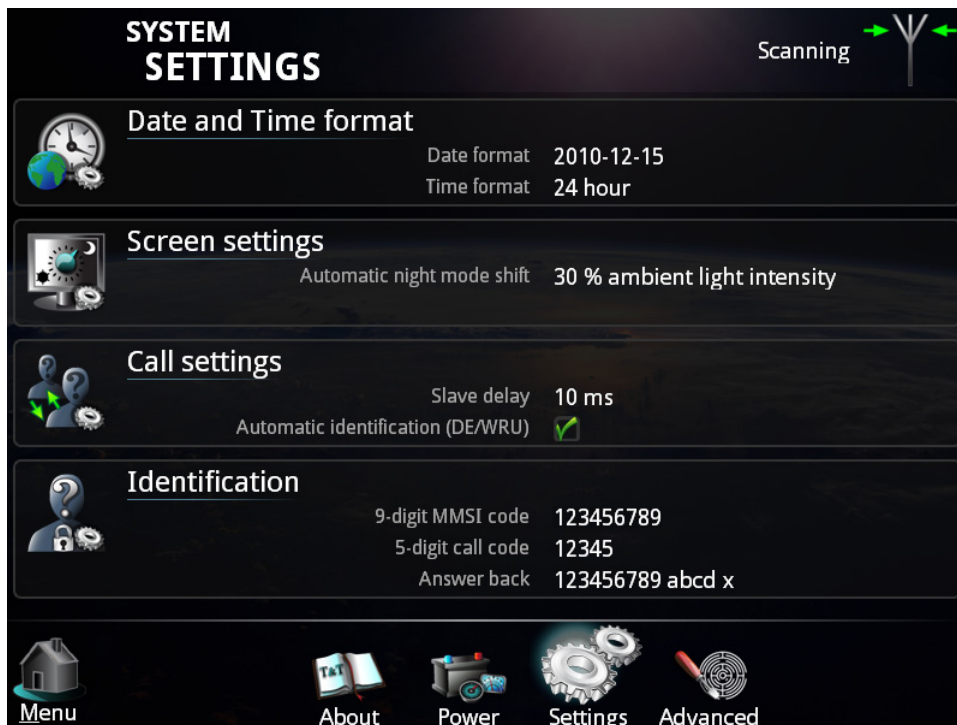 SYSTEM
SETTINGS
Scanning
Date and Time format
Date format 2010-12-15
Time format 24 hour
Screen settings
Automatic night mode shift 30 % ambient light intensity
Call settings
Slave delay 10 ms
Automatic identification (DE/WRU)
Identification
9-digit MMSI code 123456789
5-digit call code 12345
Answer back 123456789 abcd x
T&T
Menu About Power Settings Advanced